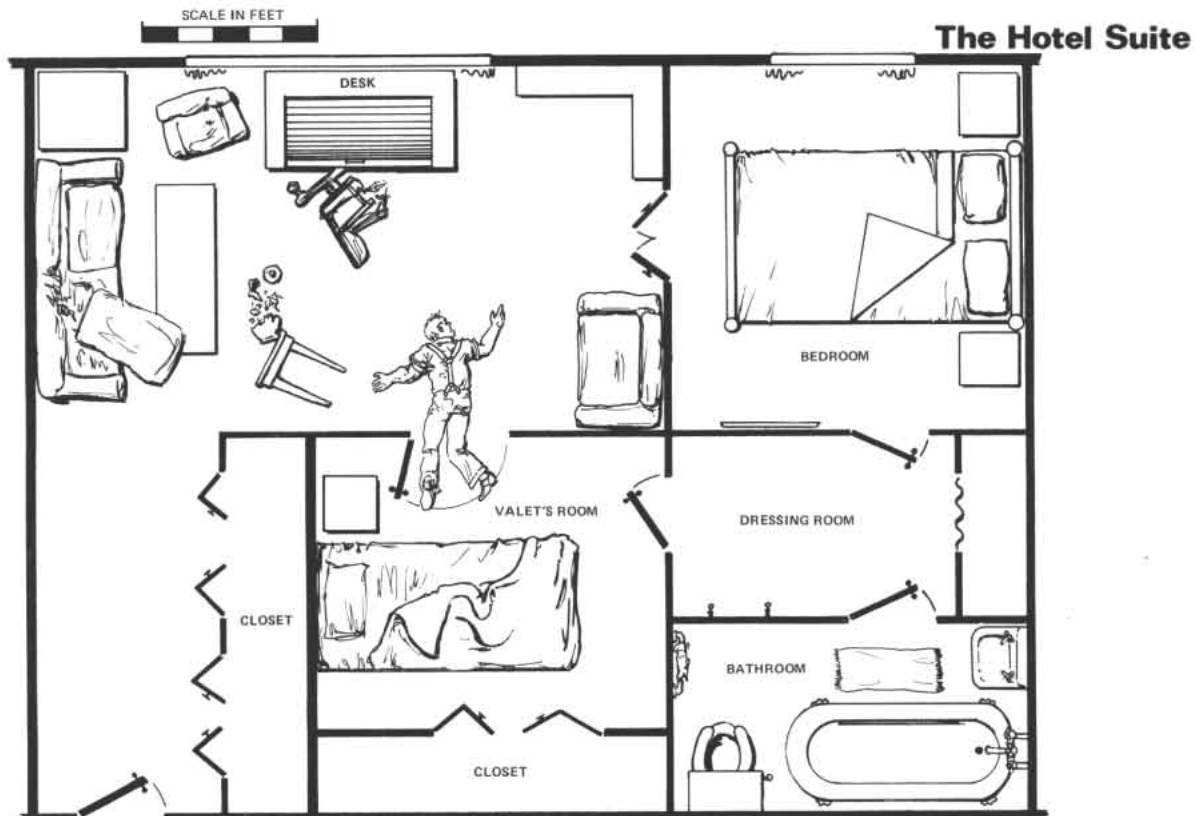 SCALE IN FEET
The Hotel Suite
DESK
BEDROOM
VALET'S ROOM
DRESSING ROOM
CLOSET
BATHROOM
CLOSET